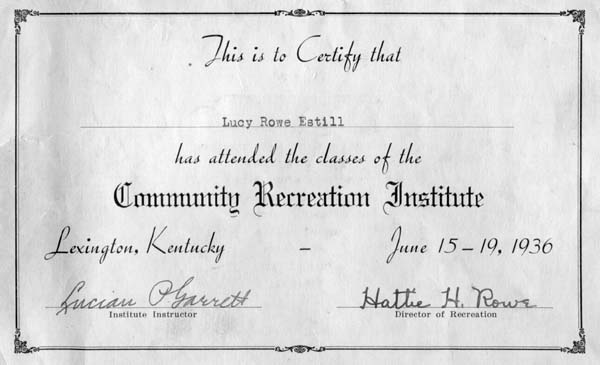 This is to Certify that
Lucy Rowe Estill
has attended the classes of the
Community Recreation Institute
Lexington, Kentucky – June 15-19, 1936
Lucian P Garrett Hattie H. Rowe
Institute Instructor Director of Recreation